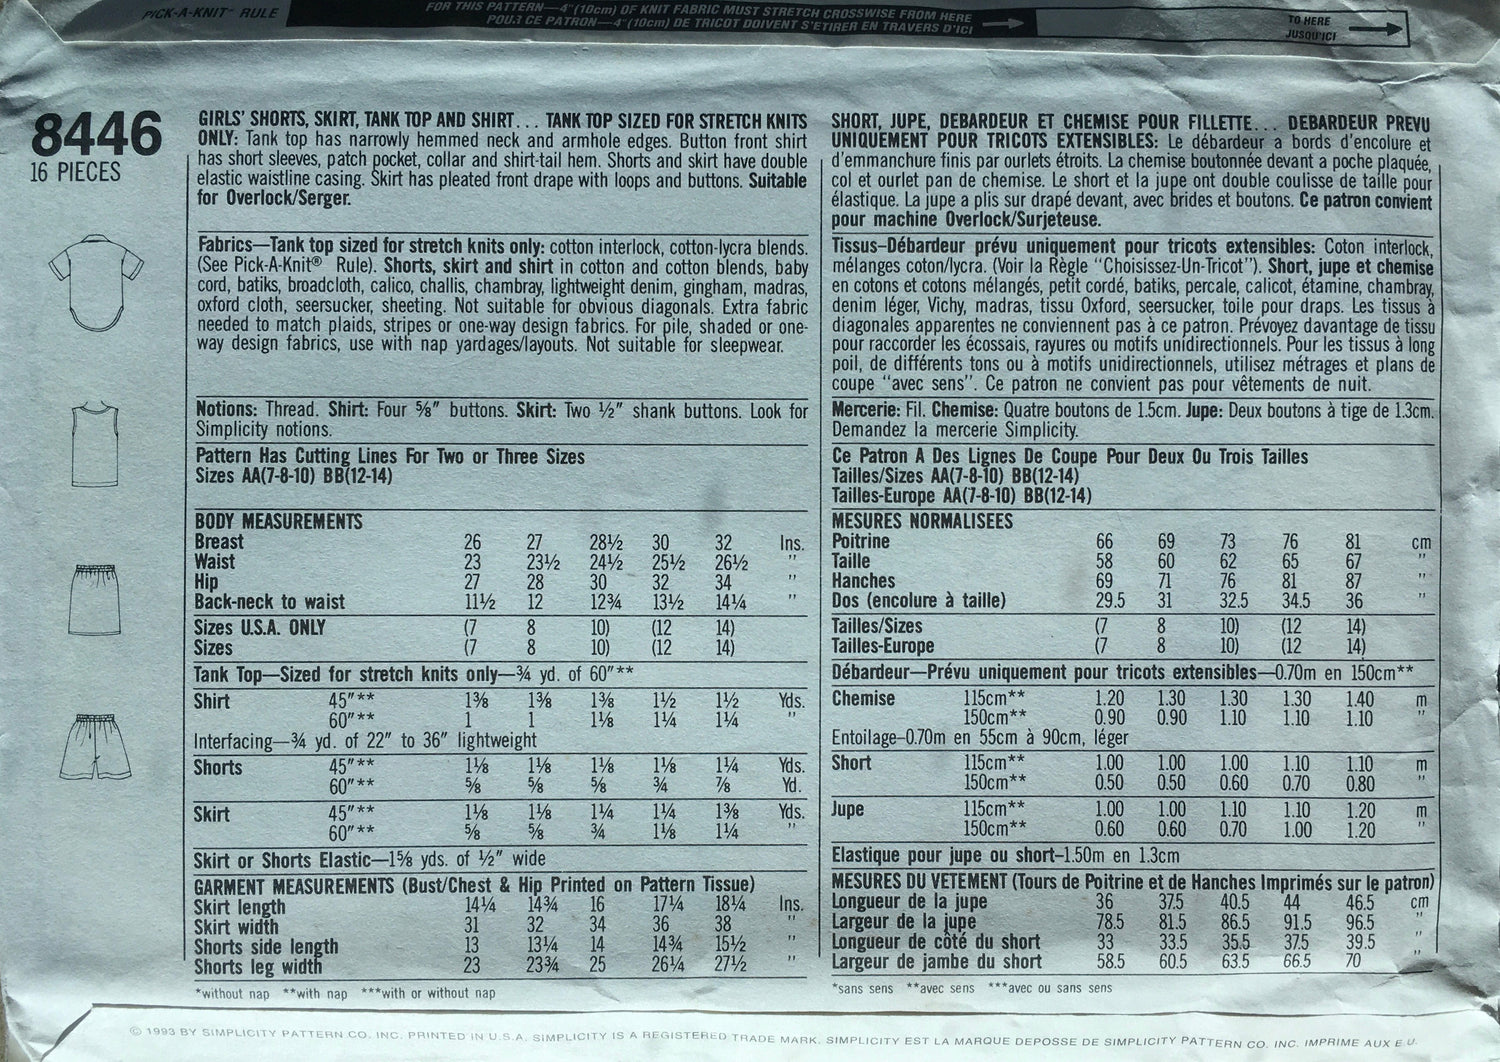 PICK-A-KNIT™ RULE
FOR THIS PATTERN—4"(10cm) OF KNIT FABRIC MUST STRETCH CROSSWISE FROM HERE
POUR CE PATRON—4"(10cm) DE TRICOT DOIVENT S'ETIRER EN TRAVERS D'ICI
TO HERE
JUSQU'ICI
8446
16 PIECES
GIRLS' SHORTS, SKIRT, TANK TOP AND SHIRT... TANK TOP SIZED FOR STRETCH KNITS
ONLY: Tank top has narrowly hemmed neck and armhole edges. Button front shirt
has short sleeves, patch pocket, collar and shirt-tail hem. Shorts and skirt have double
elastic waistline casing. Skirt has pleated front drape with loops and buttons. Suitable
for Overlock/Serger.
Fabrics—Tank top sized for stretch knits only: cotton interlock, cotton-lycra blends.
(See Pick-A-Knit® Rule). Shorts, skirt and shirt in cotton and cotton blends, baby
cord, batiks, broadcloth, calico, challis, chambray, lightweight denim, gingham, madras,
oxford cloth, seersucker, sheeting. Not suitable for obvious diagonals. Extra fabric
needed to match plaids, stripes or one-way design fabrics. For pile, shaded or one-
way design fabrics, use with nap yardages/layouts. Not suitable for sleepwear.
Notions: Thread. Shirt: Four ⅝" buttons. Skirt: Two ½" shank buttons. Look for
Simplicity notions.
Pattern Has Cutting Lines For Two or Three Sizes
Sizes AA(7-8-10) BB(12-14)
BODY MEASUREMENTS
Breast 26 27 28½ 30 32 Ins.
Waist 23 23½ 24½ 25½ 26½ "
Hip 27 28 30 32 34 "
Back-neck to waist 11½ 12 12¾ 13½ 14¼ "
Sizes U.S.A. ONLY (7 8 10) (12 14)
Sizes (7 8 10) (12 14)
Tank Top—Sized for stretch knits only—¾ yd. of 60"**
Shirt 45"** 1⅜ 1⅜ 1⅜ 1½ 1½ Yds.
60"** 1 1 1⅛ 1¼ 1¼ "
Interfacing—¾ yd. of 22" to 36" lightweight
Shorts 45"** 1⅛ 1⅛ 1⅛ 1⅛ 1¼ Yds.
60"** ⅝ ⅝ ⅝ ¾ ⅞ Yd.
Skirt 45"** 1⅛ 1⅛ 1¼ 1¼ 1⅜ Yds.
60"** ⅝ ⅝ ¾ 1⅛ 1¼ "
Skirt or Shorts Elastic—1⅝ yds. of ½" wide
GARMENT MEASUREMENTS (Bust/Chest & Hip Printed on Pattern Tissue)
Skirt length 14¼ 14¾ 16 17¼ 18¼ Ins.
Skirt width 31 32 34 36 38 "
Shorts side length 13 13¼ 14 14¾ 15½ "
Shorts leg width 23 23¾ 25 26¼ 27½ "
*without nap **with nap ***with or without nap
SHORT, JUPE, DEBARDEUR ET CHEMISE POUR FILLETTE... DEBARDEUR PREVU
UNIQUEMENT POUR TRICOTS EXTENSIBLES: Le débardeur a bords d'encolure et
d'emmanchure finis par ourlets étroits. La chemise boutonnée devant a poche plaquée,
col et ourlet pan de chemise. Le short et la jupe ont double coulisse de taille pour
élastique. La jupe a plis sur drapé devant, avec brides et boutons. Ce patron convient
pour machine Overlock/Surjeteuse.
Tissus–Débardeur prévu uniquement pour tricots extensibles: Coton interlock,
mélanges coton/lycra. (Voir la Règle "Choisissez-Un-Tricot"). Short, jupe et chemise
en cotons et cotons mélangés, petit cordé, batiks, percale, calicot, étamine, chambray,
denim léger, Vichy, madras, tissu Oxford, seersucker, toile pour draps. Les tissus à
diagonales apparentes ne conviennent pas à ce patron. Prévoyez davantage de tissu
pour raccorder les écossais, rayures ou motifs unidirectionnels. Pour les tissus à long
poil, de différents tons ou à motifs unidirectionnels, utilisez métrages et plans de
coupe "avec sens". Ce patron ne convient pas pour vêtements de nuit.
Mercerie: Fil. Chemise: Quatre boutons de 1.5cm. Jupe: Deux boutons à tige de 1.3cm.
Demandez la mercerie Simplicity.
Ce Patron A Des Lignes De Coupe Pour Deux Ou Trois Tailles
Tailles/Sizes AA(7-8-10) BB(12-14)
Tailles-Europe AA(7-8-10) BB(12-14)
MESURES NORMALISEES
Poitrine 66 69 73 76 81 cm
Taille 58 60 62 65 67 "
Hanches 69 71 76 81 87 "
Dos (encolure à taille) 29.5 31 32.5 34.5 36 "
Tailles/Sizes (7 8 10) (12 14)
Tailles-Europe (7 8 10) (12 14)
Débardeur—Prévu uniquement pour tricots extensibles—0.70m en 150cm**
Chemise 115cm** 1.20 1.30 1.30 1.30 1.40 m
150cm** 0.90 0.90 1.10 1.10 1.10 "
Entoilage–0.70m en 55cm à 90cm, léger
Short 115cm** 1.00 1.00 1.00 1.10 1.10 m
150cm** 0.50 0.50 0.60 0.70 0.80 "
Jupe 115cm** 1.00 1.00 1.10 1.10 1.20 m
150cm** 0.60 0.60 0.70 1.00 1.20 "
Elastique pour jupe ou short–1.50m en 1.3cm
MESURES DU VETEMENT (Tours de Poitrine et de Hanches Imprimés sur le patron)
Longueur de la jupe 36 37.5 40.5 44 46.5 cm
Largeur de la jupe 78.5 81.5 86.5 91.5 96.5 "
Longueur de côté du short 33 33.5 35.5 37.5 39.5 "
Largeur de jambe du short 58.5 60.5 63.5 66.5 70 "
*sans sens **avec sens ***avec ou sans sens
© 1993 BY SIMPLICITY PATTERN CO. INC. PRINTED IN U.S.A. SIMPLICITY IS A REGISTERED TRADE MARK. SIMPLICITY EST LA MARQUE DEPOSSE DE SIMPLICITY PATTERN CO. INC. IMPRIME AUX E.U.